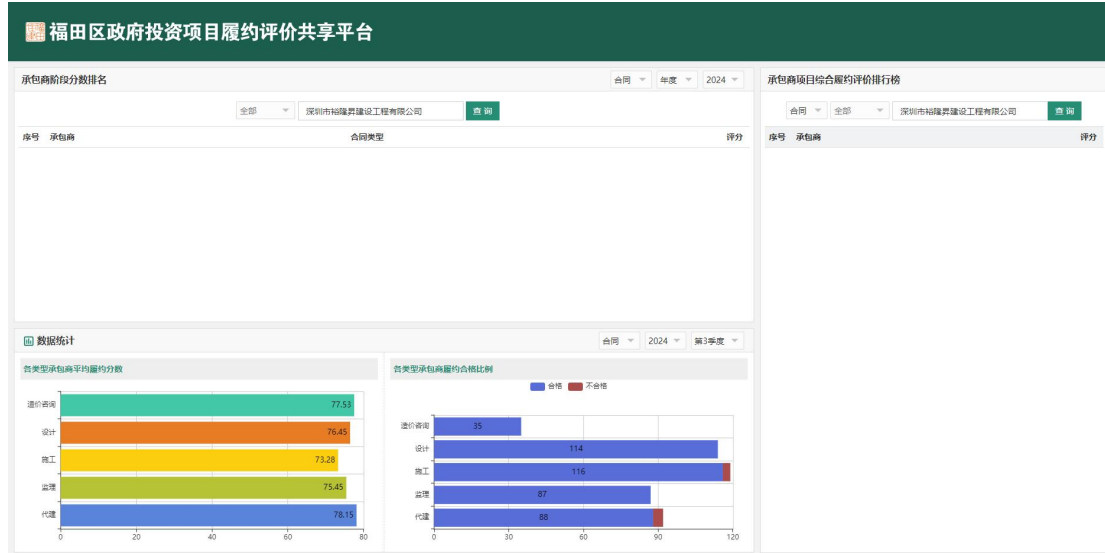 福田区政府投资项目履约评价共享平台
承包商阶段分数排名
合同 年度 2024
全部 深圳市裕隆昇建设工程有限公司 查询
序号 承包商 合同类型 评分
承包商项目综合履约评价排行榜
合同 全部 深圳市裕隆昇建设工程有限公司 查询
序号 承包商 评分
数据统计
合同 2024 第3季度
各类型承包商平均履约分数
造价咨询 77.53
设计 76.45
施工 73.28
监理 75.45
代建 78.15
0 20 40 60 80
各类型承包商履约合格比例
合格 不合格
造价咨询 35
设计 114
施工 116
监理 87
代建 88
0 30 60 90 120